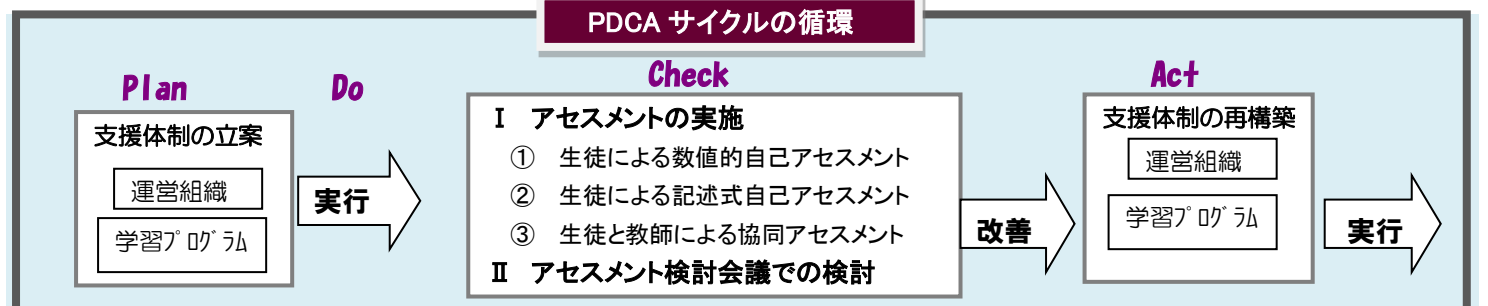 PDCA サイクルの循環
Plan
Do
Check
Act
支援体制の立案
運営組織
学習ﾌﾟﾛｸﾞﾗﾑ
実行
Ⅰ アセスメントの実施
① 生徒による数値的自己アセスメント
② 生徒による記述式自己アセスメント
③ 生徒と教師による協同アセスメント
Ⅱ アセスメント検討会議での検討
改善
支援体制の再構築
運営組織
学習ﾌﾟﾛｸﾞﾗﾑ
実行